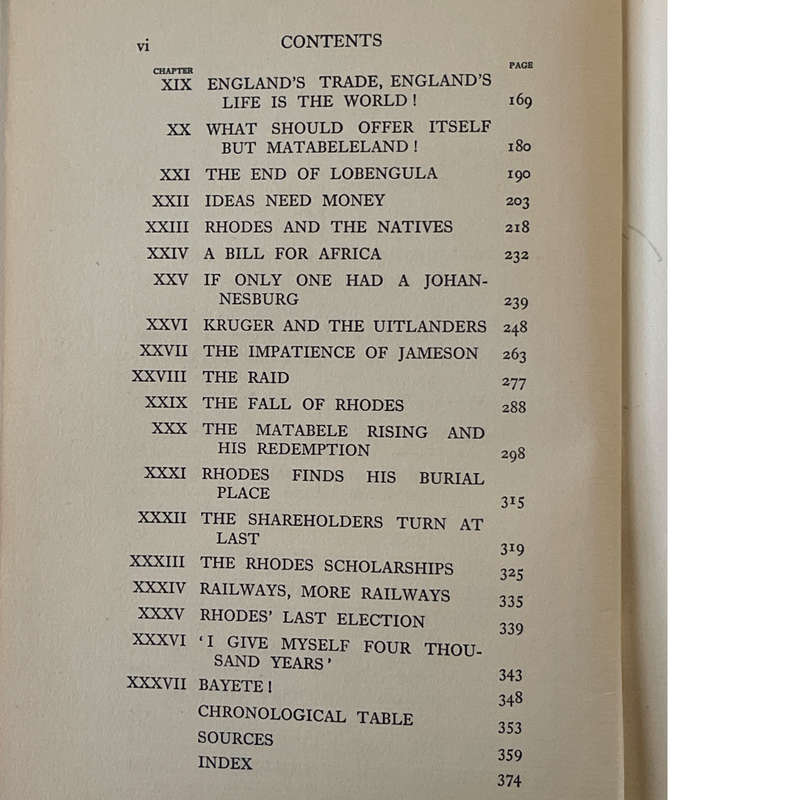 vi CONTENTS
CHAPTER PAGE
XIX ENGLAND'S TRADE, ENGLAND'S
LIFE IS THE WORLD! 169
XX WHAT SHOULD OFFER ITSELF
BUT MATABELELAND! 180
XXI THE END OF LOBENGULA 190
XXII IDEAS NEED MONEY 203
XXIII RHODES AND THE NATIVES 218
XXIV A BILL FOR AFRICA 232
XXV IF ONLY ONE HAD A JOHAN-
NESBURG 239
XXVI KRUGER AND THE UITLANDERS 248
XXVII THE IMPATIENCE OF JAMESON 263
XXVIII THE RAID 277
XXIX THE FALL OF RHODES 288
XXX THE MATABELE RISING AND
HIS REDEMPTION 298
XXXI RHODES FINDS HIS BURIAL
PLACE 315
XXXII THE SHAREHOLDERS TURN AT
LAST 319
XXXIII THE RHODES SCHOLARSHIPS 325
XXXIV RAILWAYS, MORE RAILWAYS 335
XXXV RHODES' LAST ELECTION 339
XXXVI 'I GIVE MYSELF FOUR THOU-
SAND YEARS' 343
XXXVII BAYETE! 348
CHRONOLOGICAL TABLE 353
SOURCES 359
INDEX 374